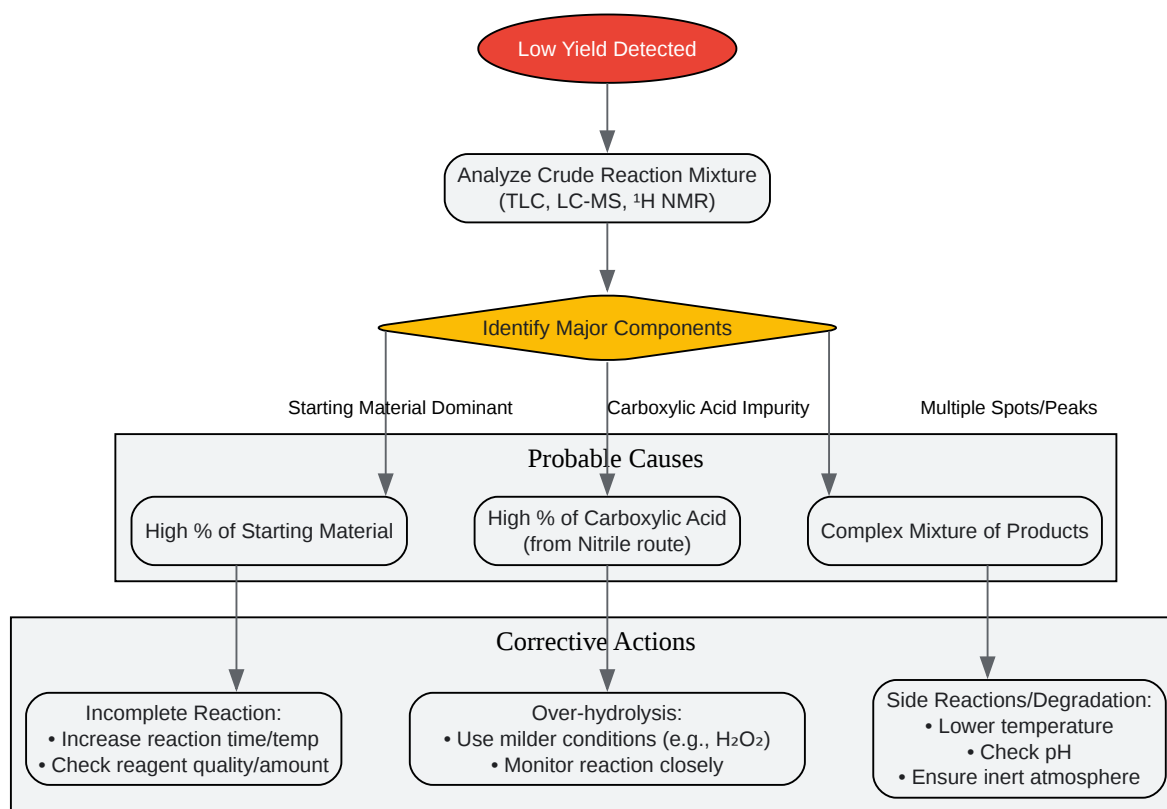 Low Yield Detected
Analyze Crude Reaction Mixture
(TLC, LC-MS, ¹H NMR)
Identify Major Components
Starting Material Dominant
Carboxylic Acid Impurity
Multiple Spots/Peaks
Probable Causes
High % of Starting Material
High % of Carboxylic Acid
(from Nitrile route)
Complex Mixture of Products
Corrective Actions
Incomplete Reaction:
• Increase reaction time/temp
• Check reagent quality/amount
Over-hydrolysis:
• Use milder conditions (e.g., H₂O₂)
• Monitor reaction closely
Side Reactions/Degradation:
• Lower temperature
• Check pH
• Ensure inert atmosphere